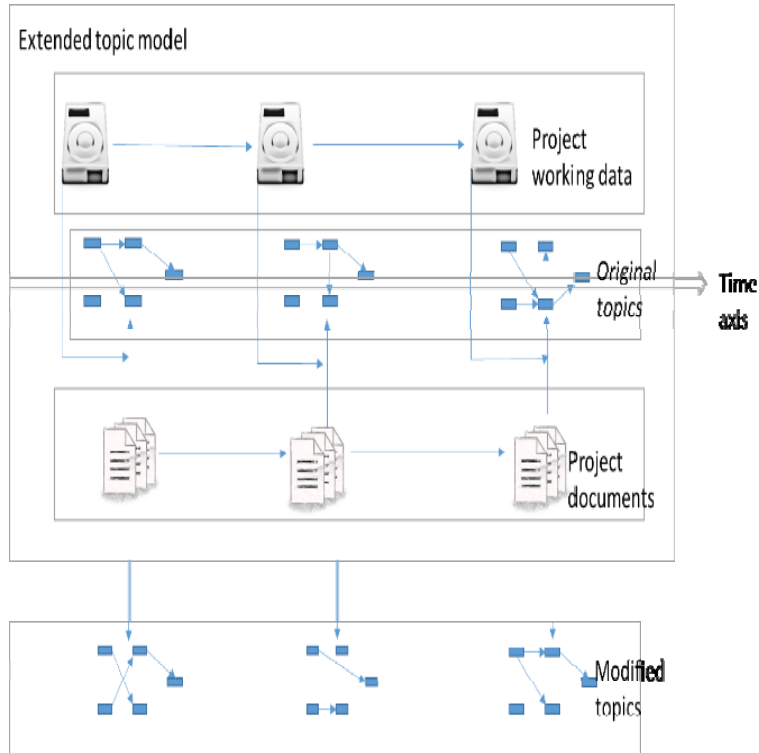 Extended topic model
Project
working data
Original
topics
Time
axis
Project
documents
Modified
topics